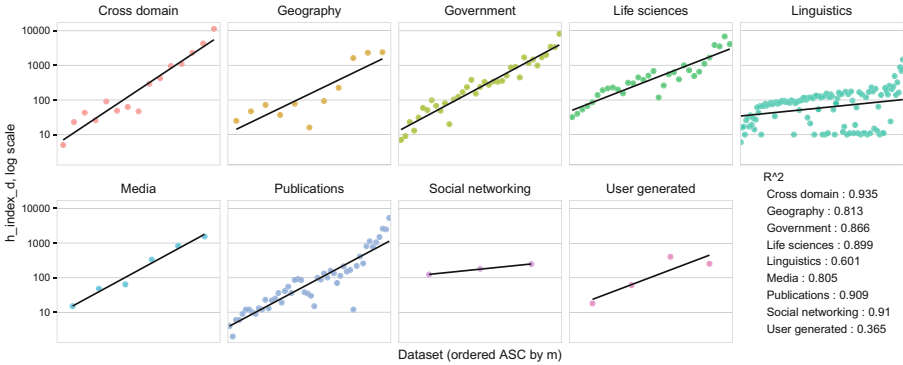 Cross domain Geography Government Life sciences Linguistics
10000
1000
100
10
h_index_d, log scale
Media Publications Social networking User generated
10000
1000
100
10
R^2
Cross domain : 0.935
Geography : 0.813
Government : 0.866
Life sciences : 0.899
Linguistics : 0.601
Media : 0.805
Publications : 0.909
Social networking : 0.91
User generated : 0.365
Dataset (ordered ASC by m)